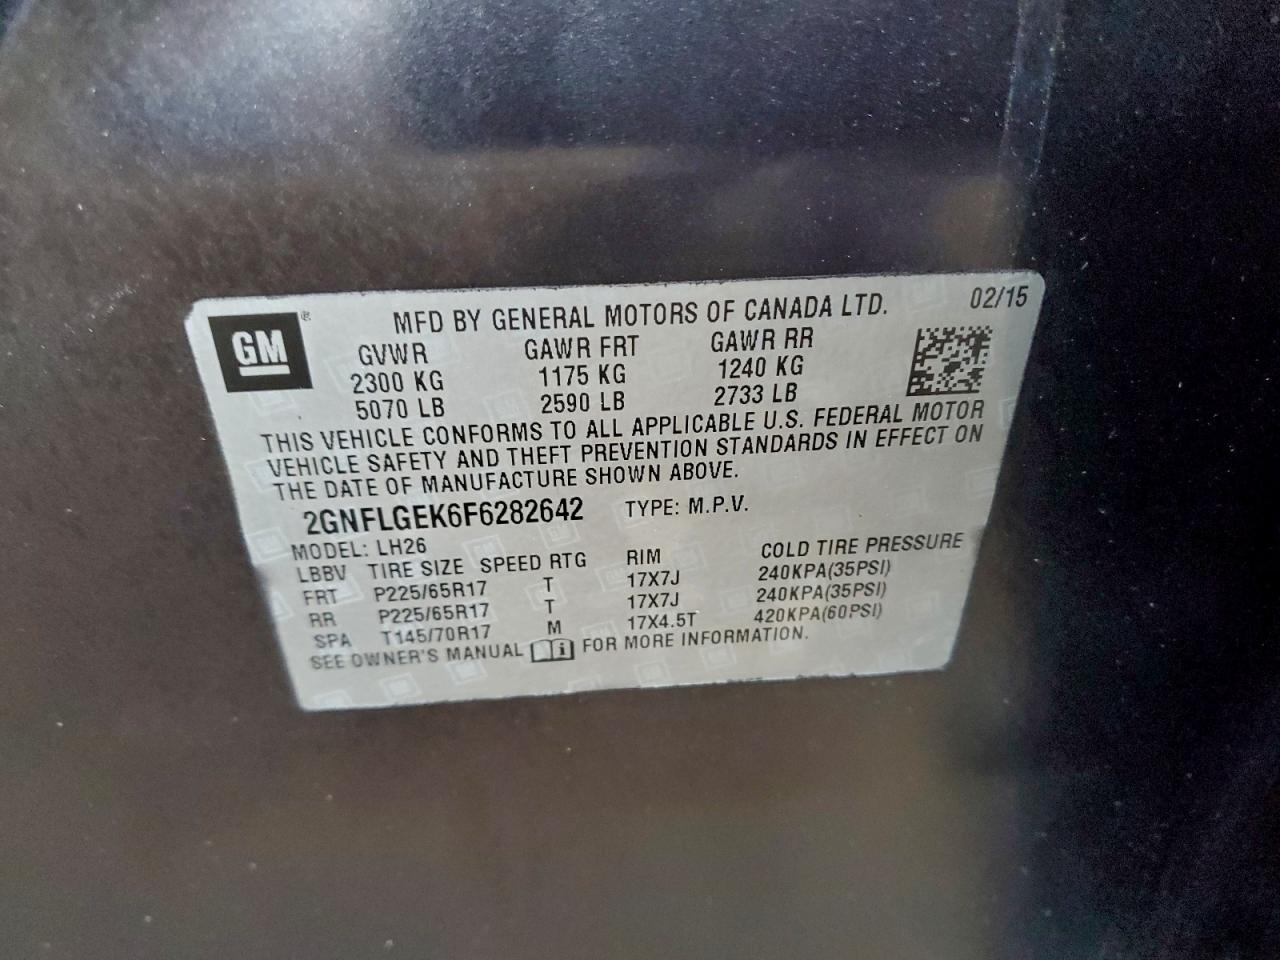 GM ®
MFD BY GENERAL MOTORS OF CANADA LTD. 02/15
GVWR GAWR FRT GAWR RR
2300 KG 1175 KG 1240 KG
5070 LB 2590 LB 2733 LB
THIS VEHICLE CONFORMS TO ALL APPLICABLE U.S. FEDERAL MOTOR
VEHICLE SAFETY AND THEFT PREVENTION STANDARDS IN EFFECT ON
THE DATE OF MANUFACTURE SHOWN ABOVE.
2GNFLGEK6F6282642 TYPE: M.P.V.
MODEL: LH26
LBBV TIRE SIZE SPEED RTG RIM COLD TIRE PRESSURE
FRT P225/65R17 T 17X7J 240KPA(35PSI)
RR P225/65R17 T 17X7J 240KPA(35PSI)
SPA T145/70R17 M 17X4.5T 420KPA(60PSI)
SEE OWNER'S MANUAL i FOR MORE INFORMATION.